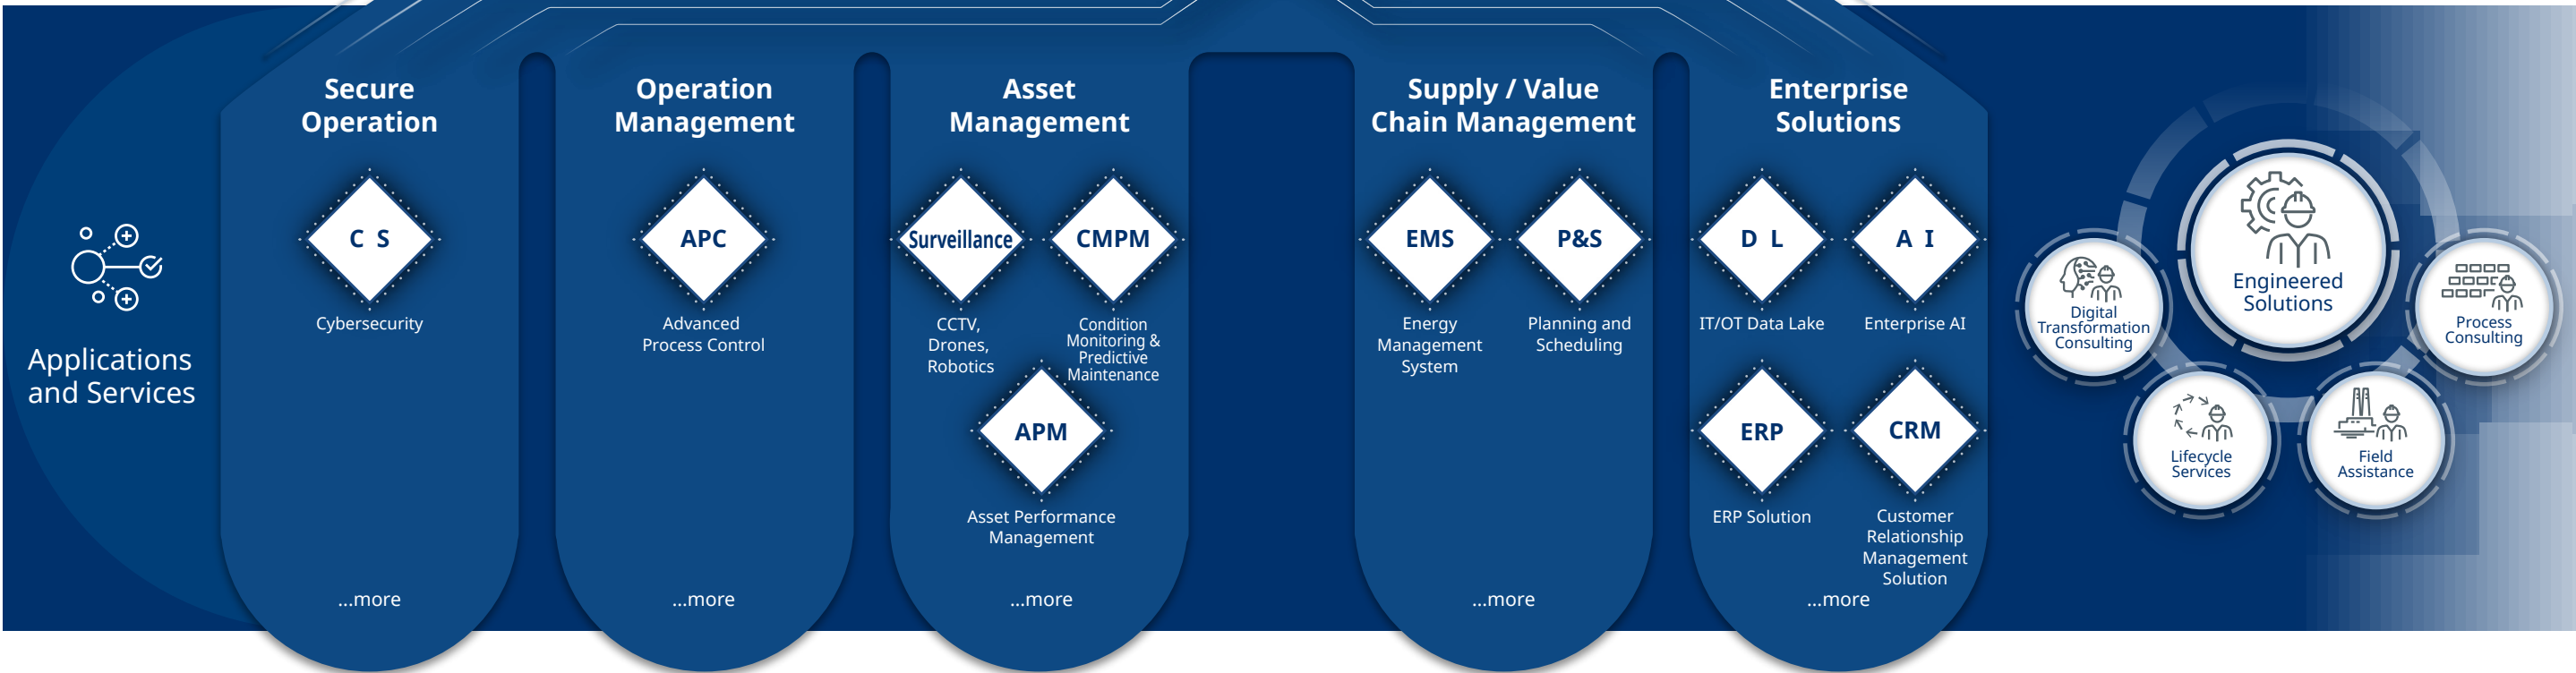 Applications
and Services
Secure
Operation
C S
Cybersecurity
...more
Operation
Management
APC
Advanced
Process Control
...more
Asset
Management
Surveillance
CCTV,
Drones,
Robotics
CMPM
Condition
Monitoring &
Predictive
Maintenance
APM
Asset Performance
Management
...more
Supply / Value
Chain Management
EMS
Energy
Management
System
P&S
Planning and
Scheduling
...more
Enterprise
Solutions
D L
IT/OT Data Lake
A I
Enterprise AI
ERP
ERP Solution
CRM
Customer
Relationship
Management
Solution
...more
Engineered
Solutions
Digital
Transformation
Consulting
Lifecycle
Services
Field
Assistance
Process
Consulting